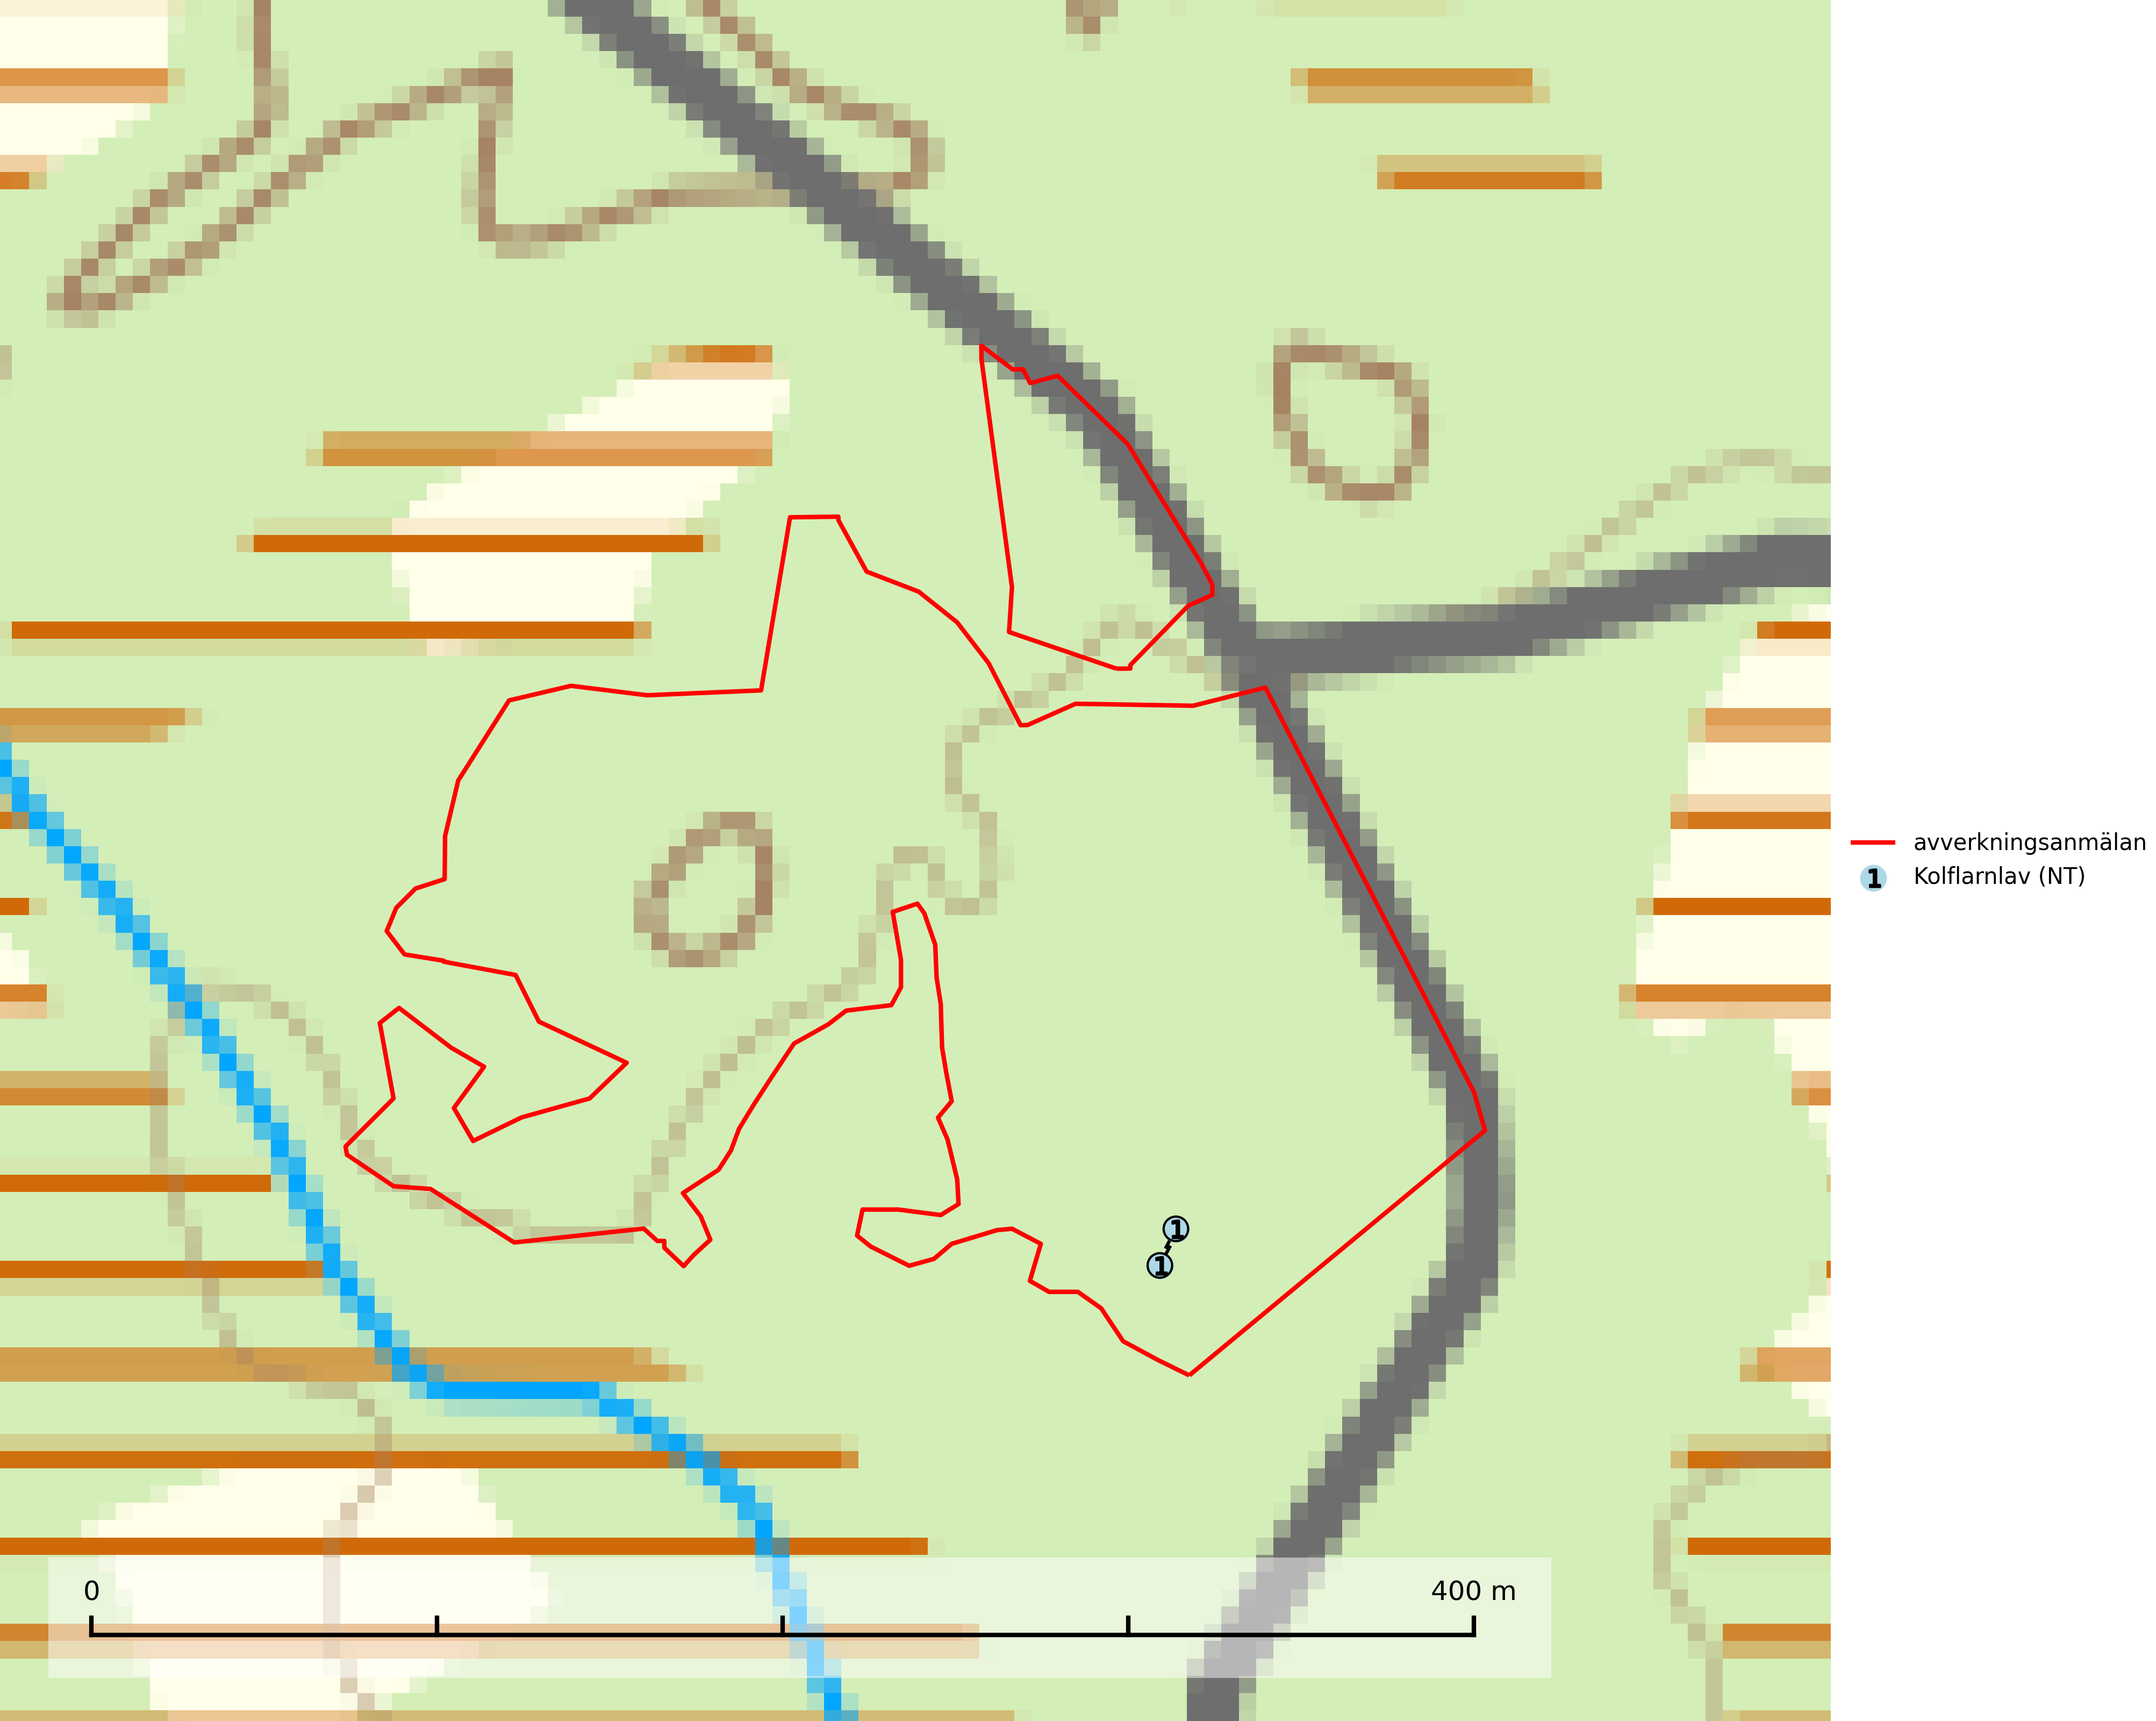 avverkningsanmälan
1 Kolflarnlav (NT)
1
1
0 400 m